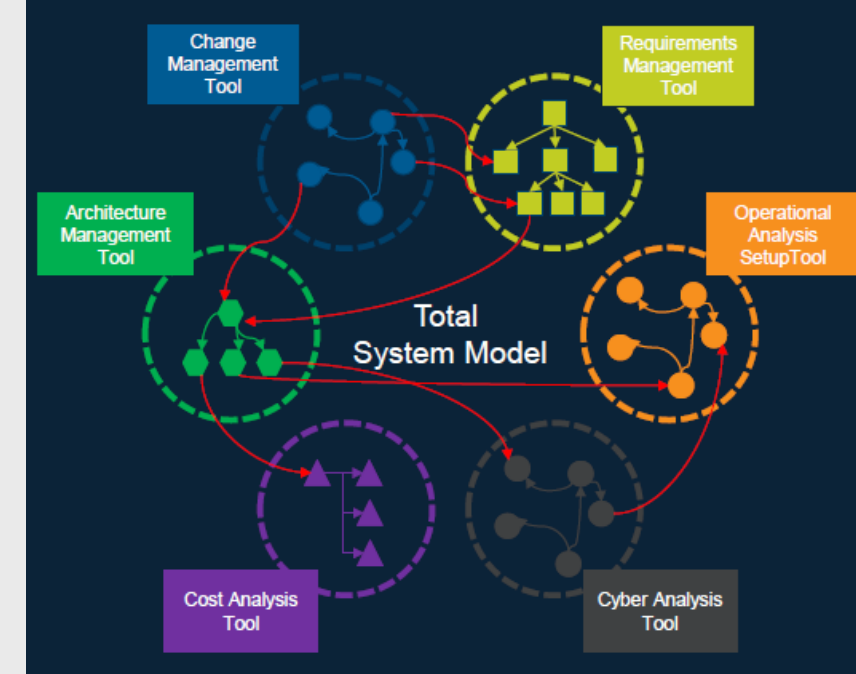 Change
Management
Tool
Requirements
Management
Tool
Architecture
Management
Tool
Operational
Analysis
SetupTool
Total
System Model
Cost Analysis
Tool
Cyber Analysis
Tool